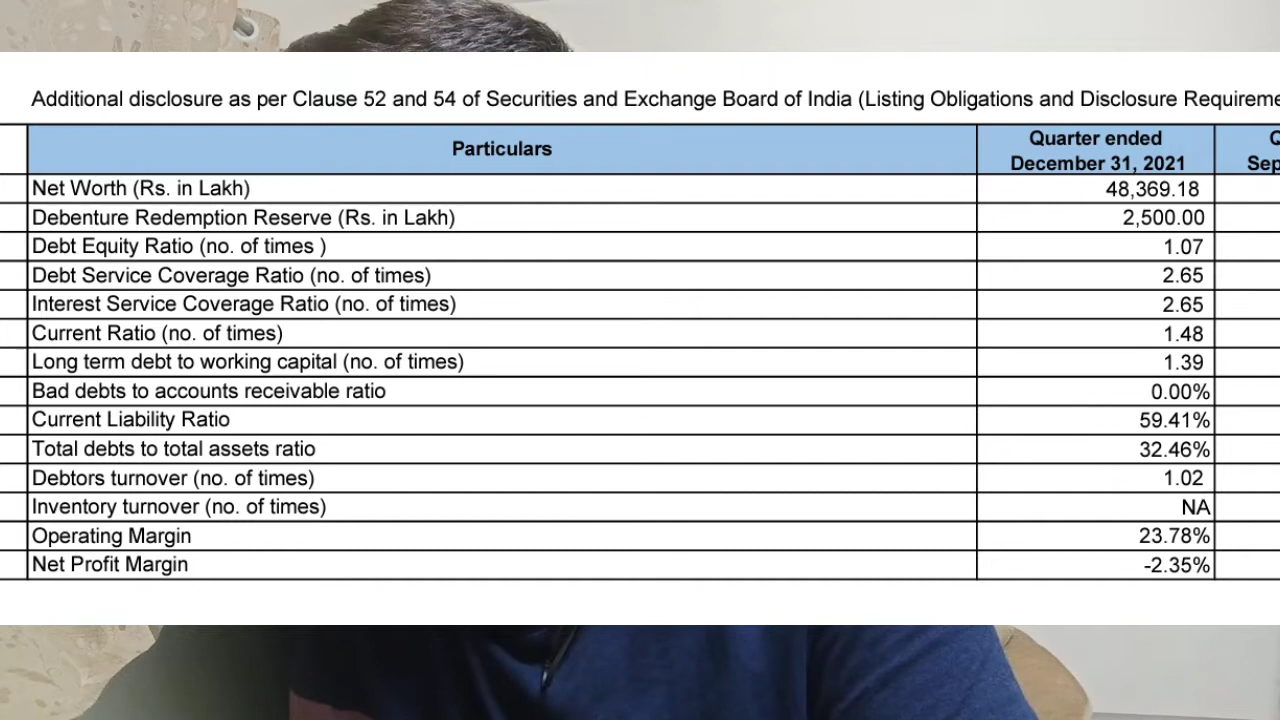 Additional disclosure as per Clause 52 and 54 of Securities and Exchange Board of India (Listing Obligations and Disclosure
Particulars Quarter ended December 31, 2021
Net Worth (Rs. in Lakh) 48,369.18
Debenture Redemption Reserve (Rs. in Lakh) 2,500.00
Debt Equity Ratio (no. of times ) 1.07
Debt Service Coverage Ratio (no. of times) 2.65
Interest Service Coverage Ratio (no. of times) 2.65
Current Ratio (no. of times) 1.48
Long term debt to working capital (no. of times) 1.39
Bad debts to accounts receivable ratio 0.00%
Current Liability Ratio 59.41%
Total debts to total assets ratio 32.46%
Debtors turnover (no. of times) 1.02
Inventory turnover (no. of times) NA
Operating Margin 23.78%
Net Profit Margin -2.35%